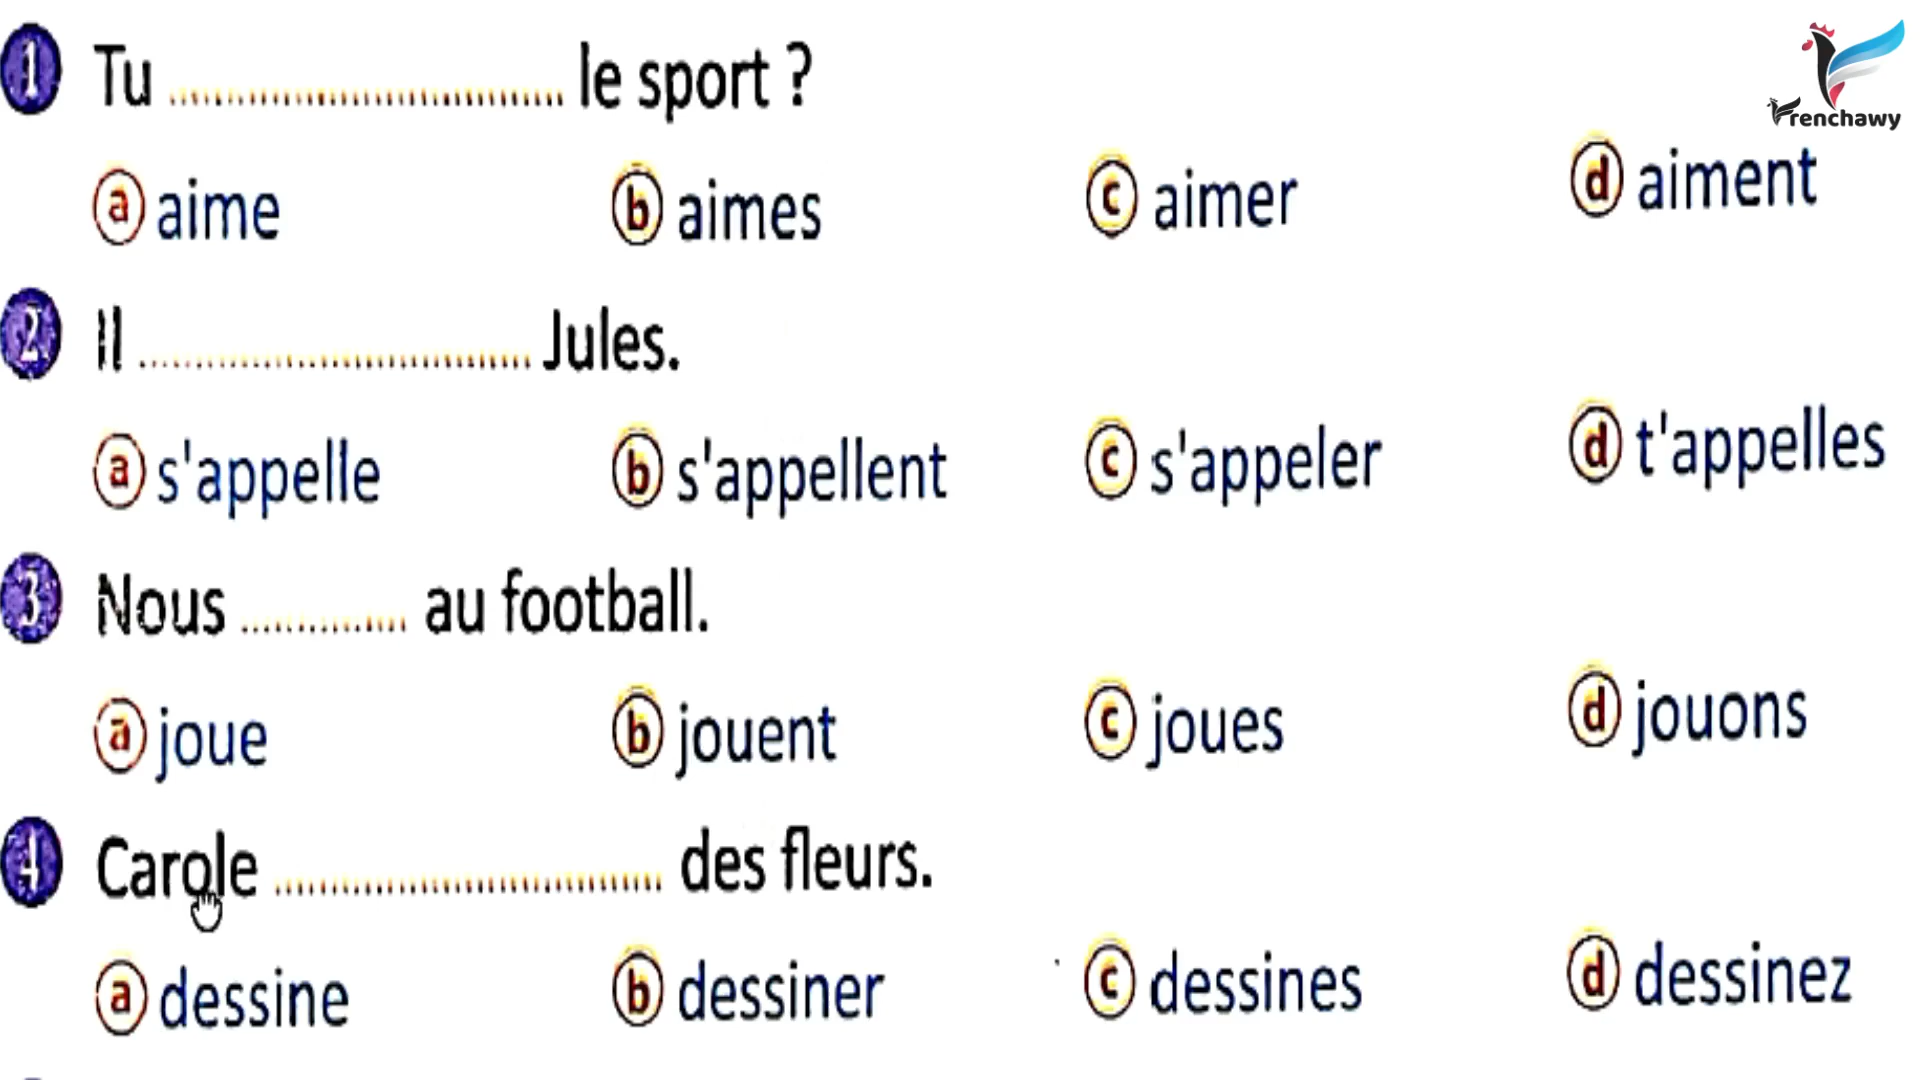 1 Tu .................................. le sport ?
a aime b aimes c aimer d aiment
2 Il .................................. Jules.
a s'appelle b s'appellent c s'appeler d t'appelles
3 Nous .............. au football.
a joue b jouent c joues d jouons
4 Carole .................................. des fleurs.
a dessine b dessiner c dessines d dessinez
Frenchawy